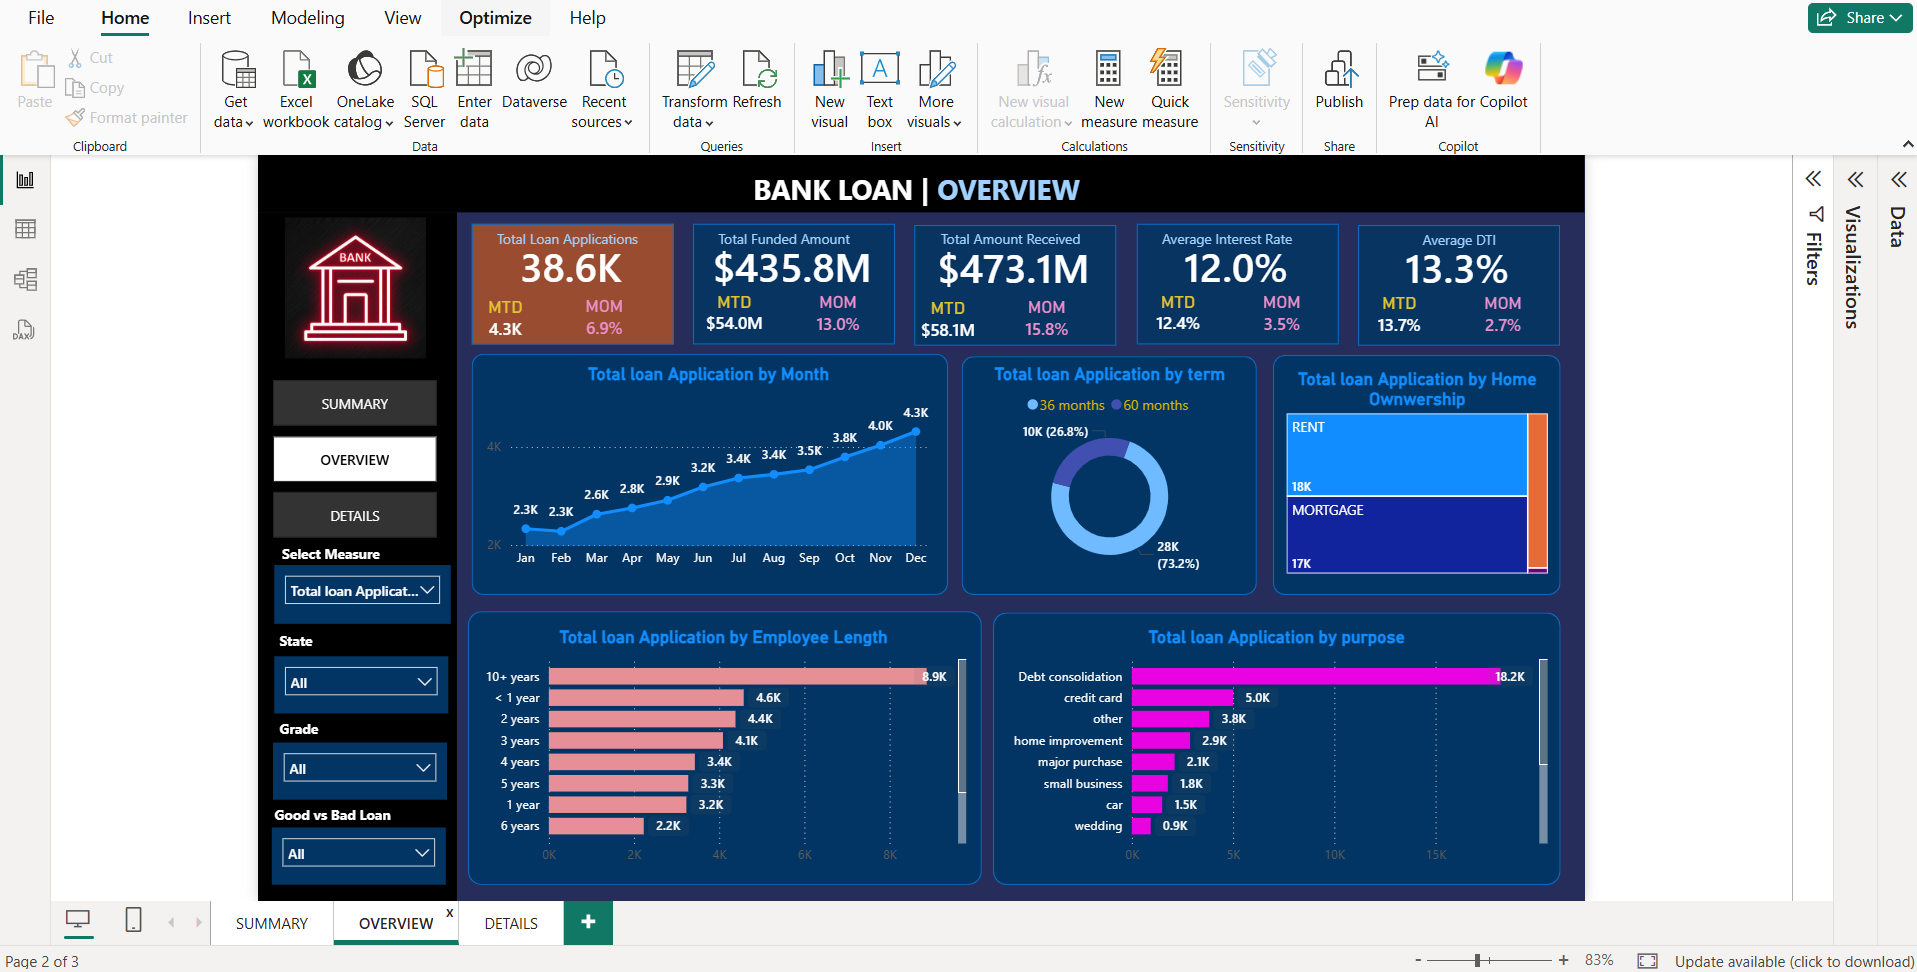 File Home Insert Modeling View Optimize Help Share
Paste Cut
Copy
Format painter
Clipboard
Get data
Excel workbook
OneLake catalog
SQL Server
Enter data
Dataverse
Recent sources
Data
Transform data
Refresh
Queries
New visual
Text box
More visuals
Insert
New visual calculation
New measure
Quick measure
Calculations
Sensitivity
Sensitivity
Publish
Share
Prep data for AI
Copilot
Copilot
BANK LOAN | OVERVIEW
BANK
SUMMARY
OVERVIEW
DETAILS
Select Measure
Total loan Applicat...
State
All
Grade
All
Good vs Bad Loan
All
Total Loan Applications
38.6K
MTD MOM
4.3K 6.9%
Total Funded Amount
$435.8M
MTD MOM
$54.0M 13.0%
Total Amount Received
$473.1M
MTD MOM
$58.1M 15.8%
Average Interest Rate
12.0%
MTD MOM
12.4% 3.5%
Average DTI
13.3%
MTD MOM
13.7% 2.7%
Total loan Application by Month
4K
2K
2.3K 2.3K 2.6K 2.8K 2.9K 3.2K 3.4K 3.4K 3.5K 3.8K 4.0K 4.3K
Jan Feb Mar Apr May Jun Jul Aug Sep Oct Nov Dec
Total loan Application by term
36 months 60 months
10K (26.8%)
28K
(73.2%)
Total loan Application by Home
Ownwership
RENT
18K
MORTGAGE
17K
Total loan Application by Employee Length
10+ years 8.9K
< 1 year 4.6K
2 years 4.4K
3 years 4.1K
4 years 3.4K
5 years 3.3K
1 year 3.2K
6 years 2.2K
0K 2K 4K 6K 8K
Total loan Application by purpose
Debt consolidation 18.2K
credit card 5.0K
other 3.8K
home improvement 2.9K
major purchase 2.1K
small business 1.8K
car 1.5K
wedding 0.9K
0K 5K 10K 15K
Filters
Visualizations
Data
DAX
SUMMARY OVERVIEW x DETAILS +
Page 2 of 3
- + 83% Update available (click to download)